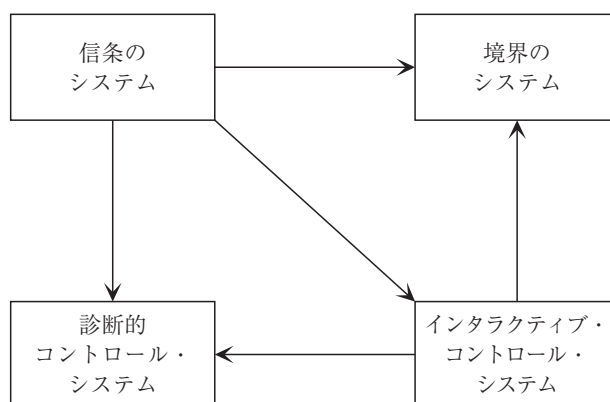 信条の
システム
境界の
システム
診断的
コントロール・
システム
インタラクティブ・
コントロール・
システム